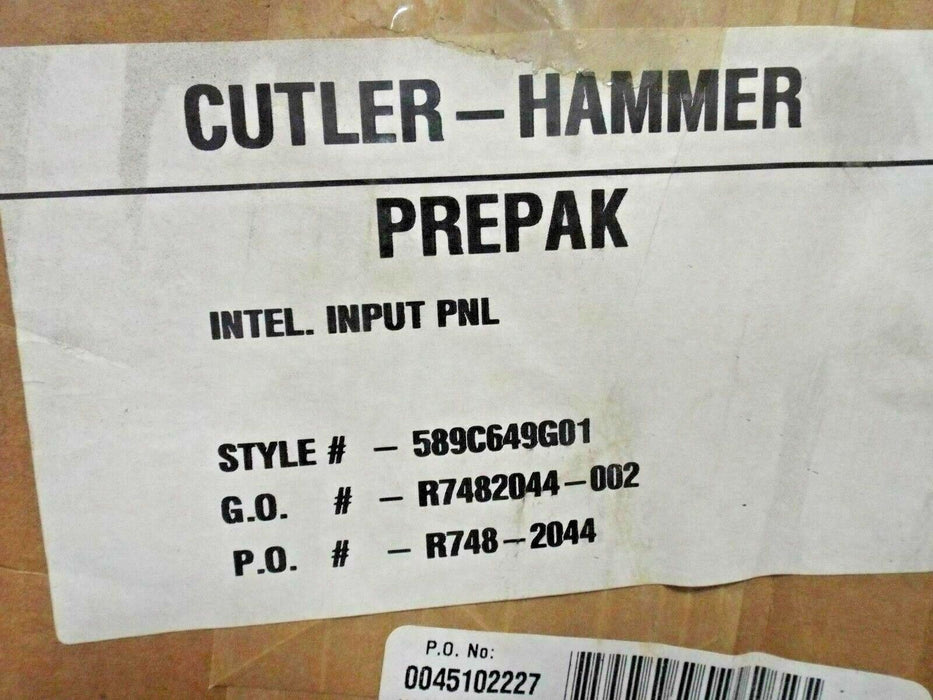 CUTLER-HAMMER
PREPAK
INTEL. INPUT PNL
STYLE # - 589C649G01
G.O. # - R7482044-002
P.O. # - R748-2044
P.O. No:
0045102227